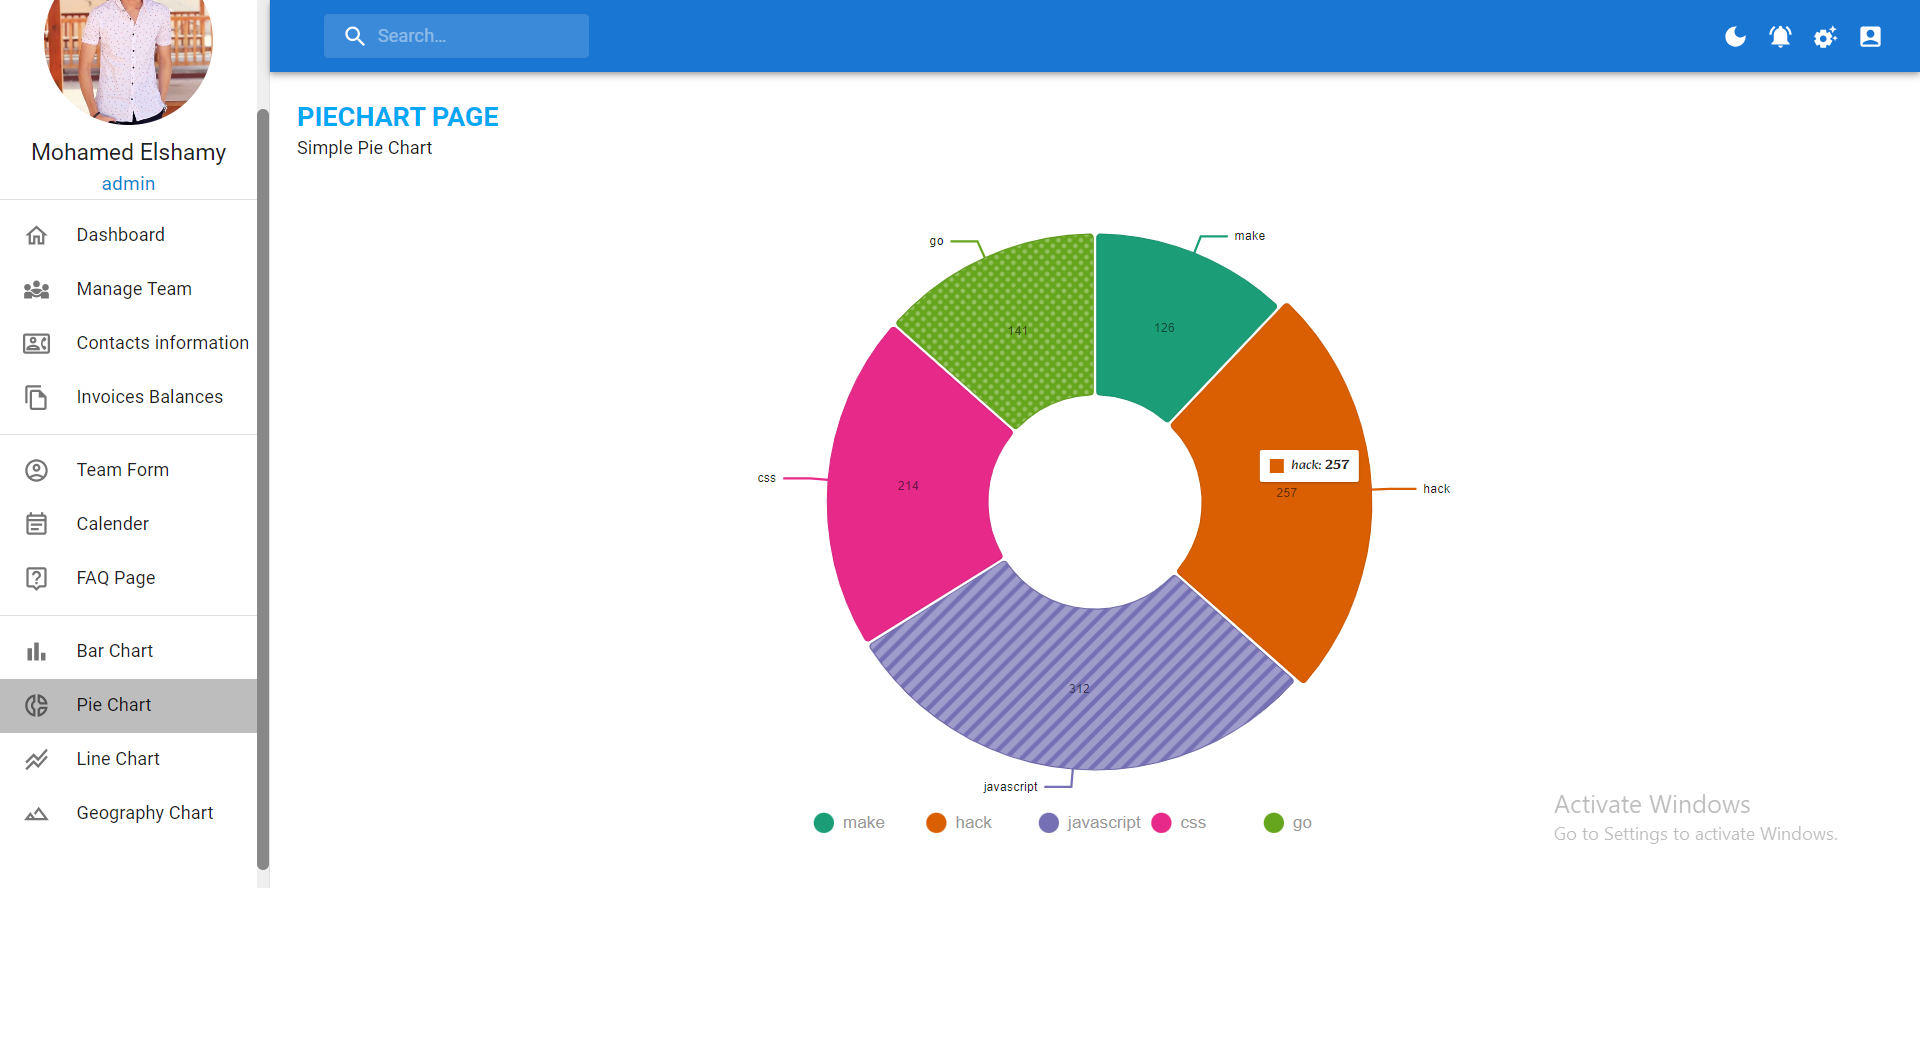 Search...
Mohamed Elshamy
admin
Dashboard
Manage Team
Contacts information
Invoices Balances
Team Form
Calender
FAQ Page
Bar Chart
Pie Chart
Line Chart
Geography Chart
PIECHART PAGE
Simple Pie Chart
go
make
141
126
hack: 257
css
214
257
hack
312
javascript
make
hack
javascript
css
go
Activate Windows
Go to Settings to activate Windows.